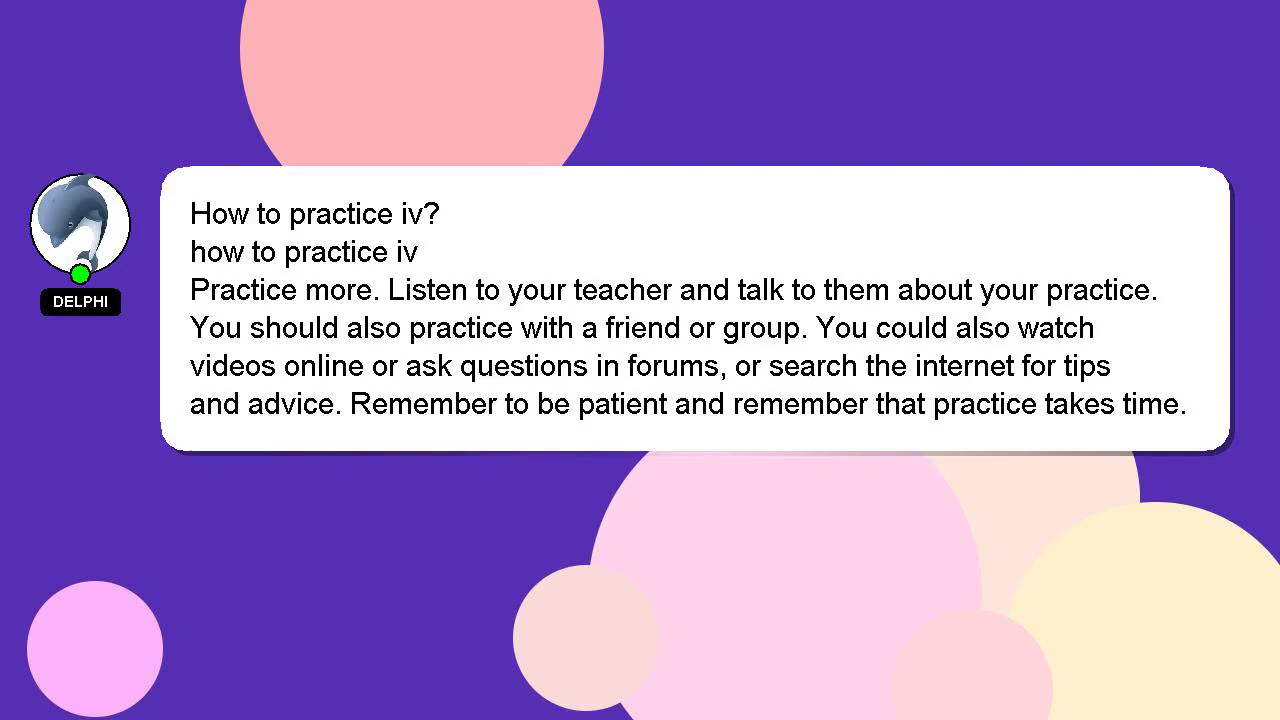 How to practice iv?
how to practice iv
Practice more. Listen to your teacher and talk to them about your practice.
You should also practice with a friend or group. You could also watch
videos online or ask questions in forums, or search the internet for tips
and advice. Remember to be patient and remember that practice takes time.
DELPHI